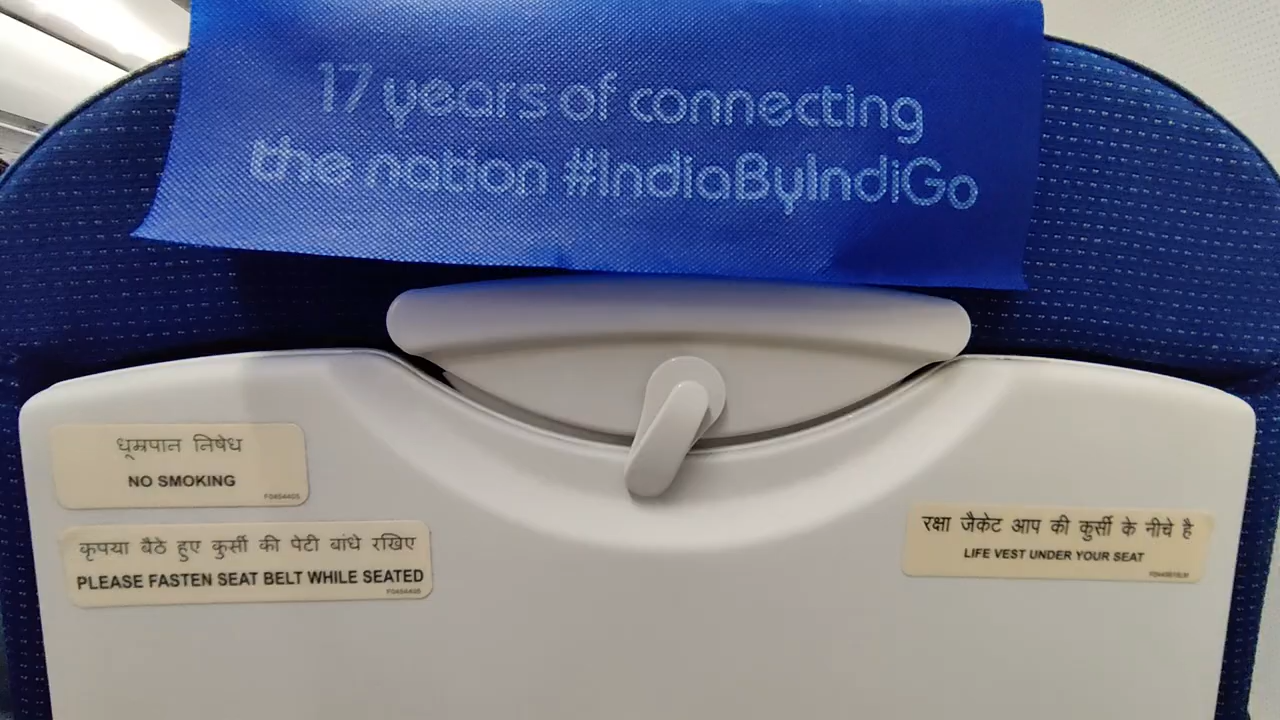 17 years of connecting
the nation #IndiaByIndiGo
धूम्रपान निषेध
NO SMOKING
कृपया बैठे हुए कुर्सी की पेटी बांधे रखिए
PLEASE FASTEN SEAT BELT WHILE SEATED
रक्षा जैकेट आप की कुर्सी के नीचे है
LIFE VEST UNDER YOUR SEAT